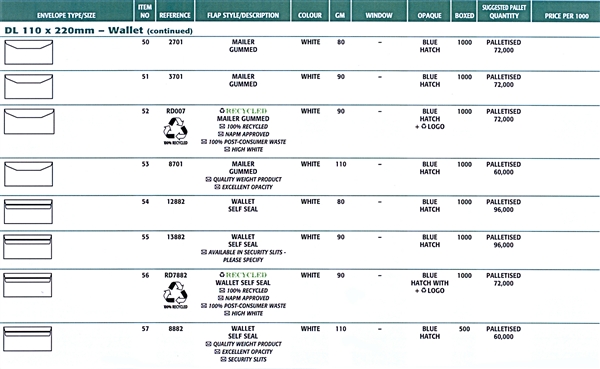 ENVELOPE TYPE/SIZE ITEM NO REFERENCE FLAP STYLE/DESCRIPTION COLOUR GM WINDOW OPAQUE BOXED SUGGESTED PALLET QUANTITY PRICE PER 1000
DL 110 x 220mm – Wallet (continued)
50 2701 MAILER WHITE 80 – BLUE 1000 PALLETISED
GUMMED HATCH 72,000
51 3701 MAILER WHITE 90 – BLUE 1000 PALLETISED
GUMMED HATCH 72,000
52 RD007 RECYCLED WHITE 90 – BLUE 1000 PALLETISED
MAILER GUMMED HATCH 72,000
100% RECYCLED + LOGO
NAPM APPROVED
100% RECYCLED 100% POST-CONSUMER WASTE
HIGH WHITE
53 8701 MAILER WHITE 110 – BLUE 1000 PALLETISED
GUMMED HATCH 60,000
QUALITY WEIGHT PRODUCT
EXCELLENT OPACITY
54 12882 WALLET WHITE 80 – BLUE 1000 PALLETISED
SELF SEAL HATCH 96,000
55 13882 WALLET WHITE 90 – BLUE 1000 PALLETISED
SELF SEAL HATCH 96,000
AVAILABLE IN SECURITY SLITS -
PLEASE SPECIFY
56 RD7882 RECYCLED WHITE 90 – BLUE 1000 PALLETISED
WALLET SELF SEAL HATCH WITH 72,000
100% RECYCLED + LOGO
NAPM APPROVED
100% RECYCLED 100% POST-CONSUMER WASTE
HIGH WHITE
57 8882 WALLET WHITE 110 – BLUE 500 PALLETISED
SELF SEAL HATCH 60,000
QUALITY WEIGHT PRODUCT
EXCELLENT OPACITY
SECURITY SLITS